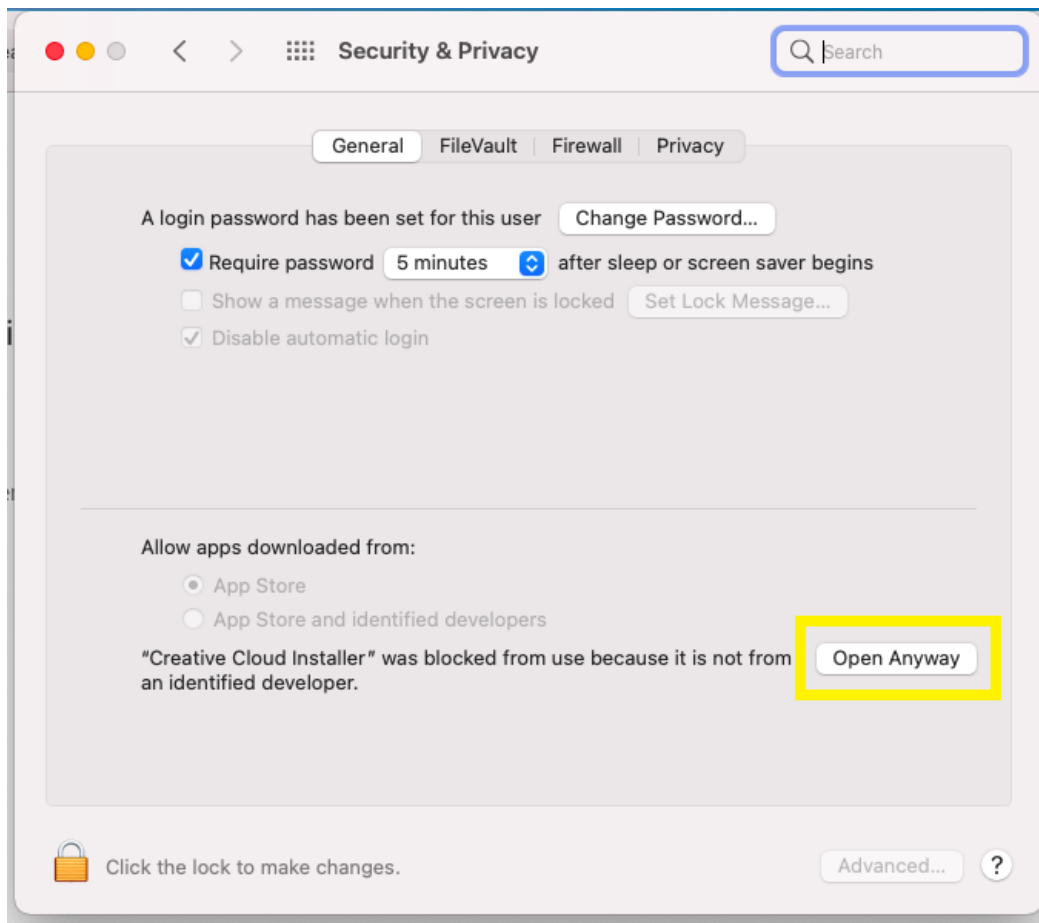 Security & Privacy
Search
General FileVault Firewall Privacy
A login password has been set for this user Change Password...
Require password 5 minutes after sleep or screen saver begins
Show a message when the screen is locked Set Lock Message...
Disable automatic login
Allow apps downloaded from:
App Store
App Store and identified developers
“Creative Cloud Installer” was blocked from use because it is not from Open Anyway
an identified developer.
Click the lock to make changes. Advanced... ?